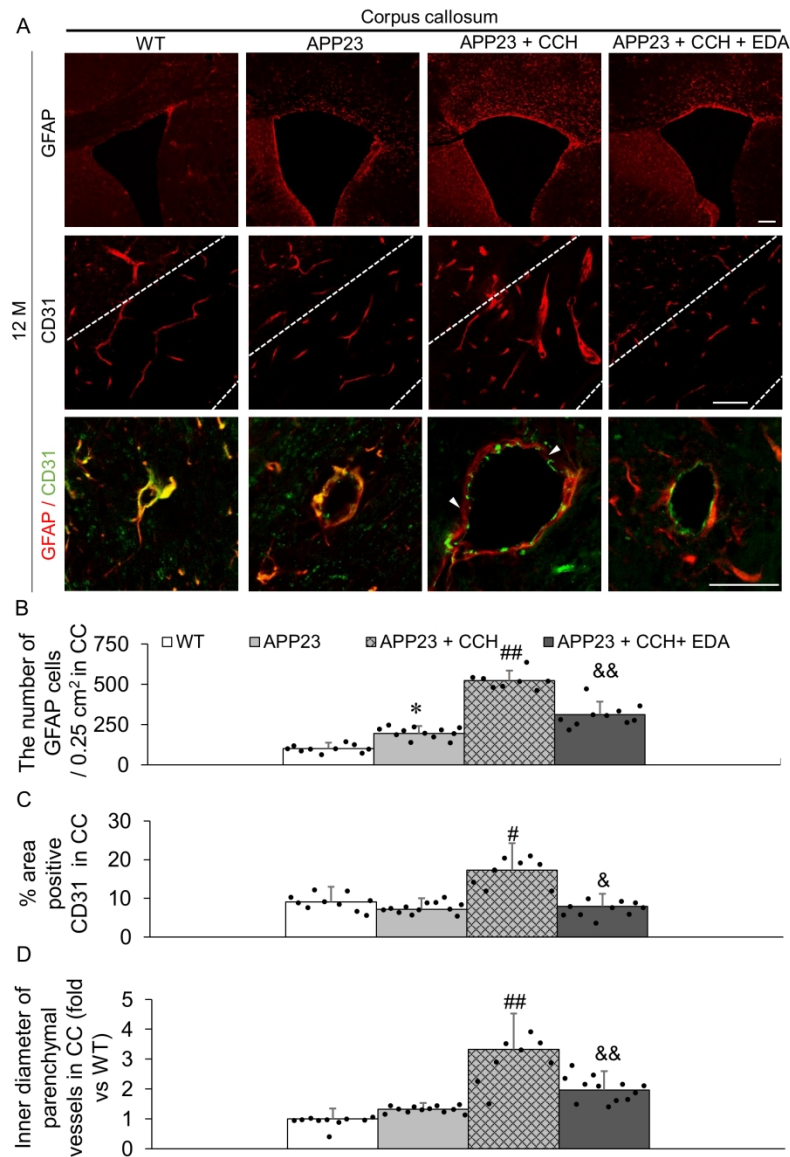 A
Corpus callosum
WT
APP23
APP23 + CCH
APP23 + CCH + EDA
12 M
GFAP
CD31
GFAP / CD31
B
The number of
GFAP cells
/ 0.25 cm² in CC
WT
APP23
APP23 + CCH
APP23 + CCH+ EDA
750
500
250
0
*
##
&&
C
% area
positive
CD31 in CC
30
20
10
0
#
&
D
Inner diameter of
parenchymal
vessels in CC (fold
vs WT)
5
4
3
2
1
0
##
&&